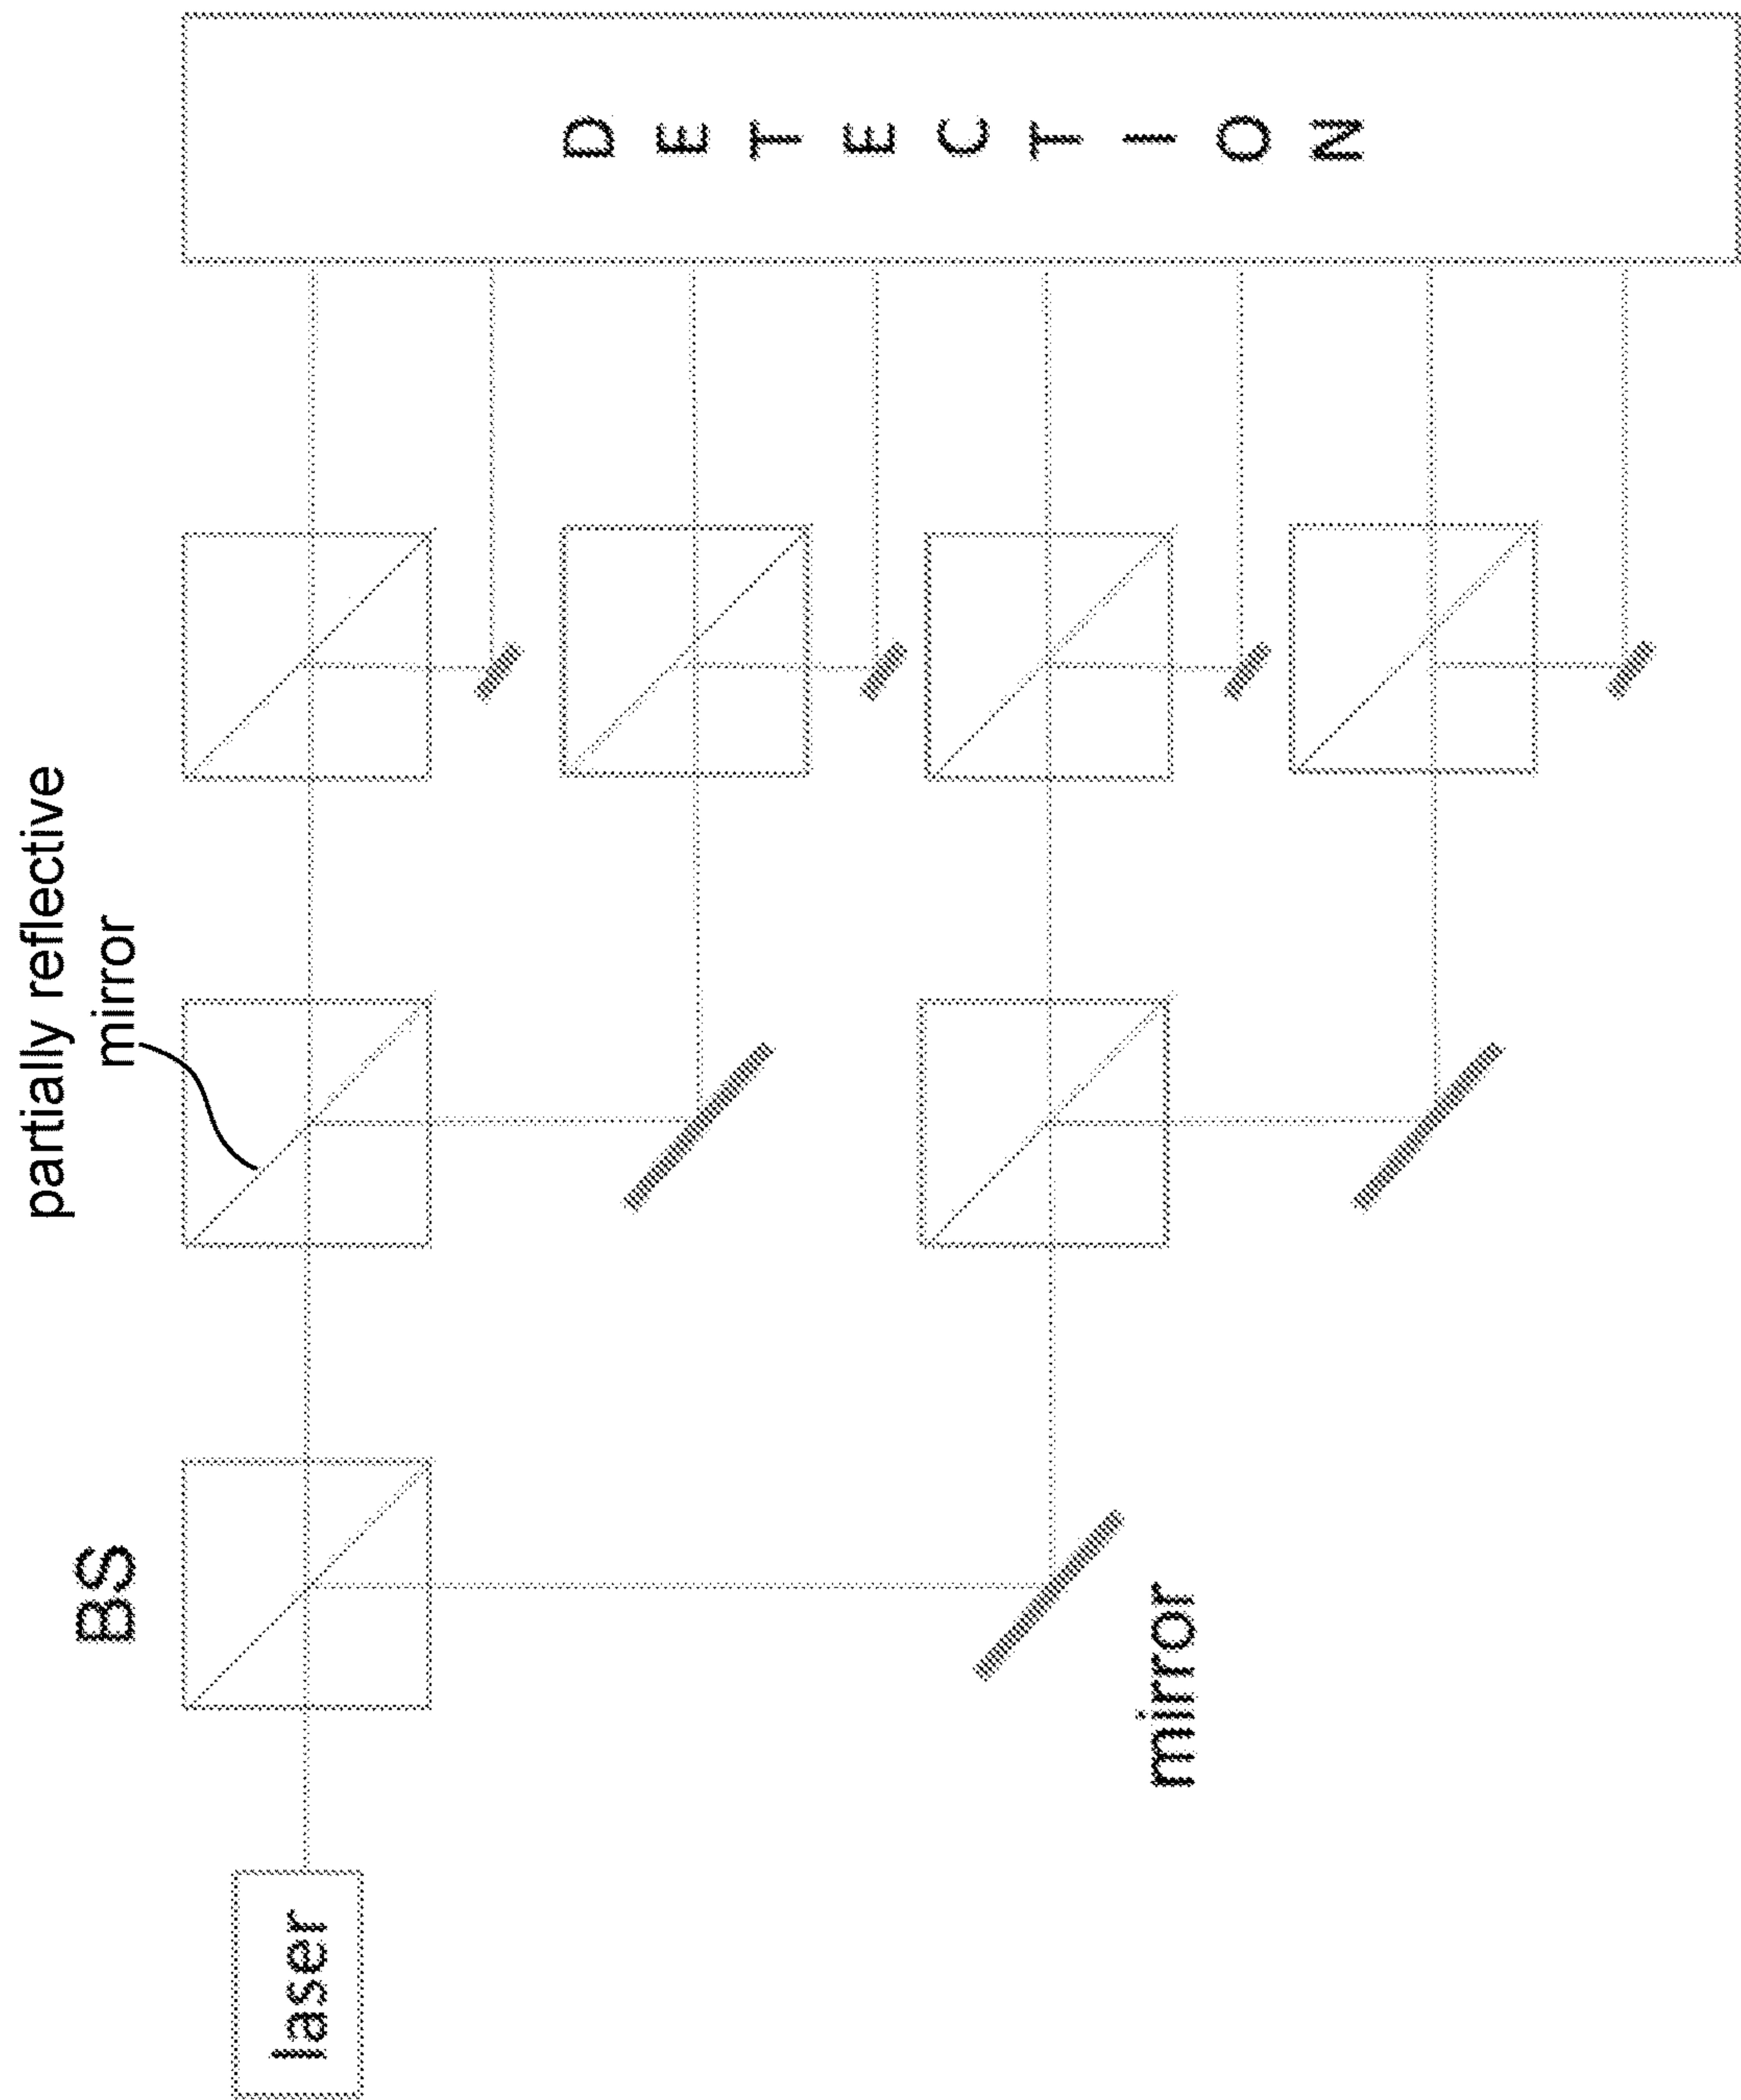 partially reflective
mirror
BS
laser
mirror
DETECTION